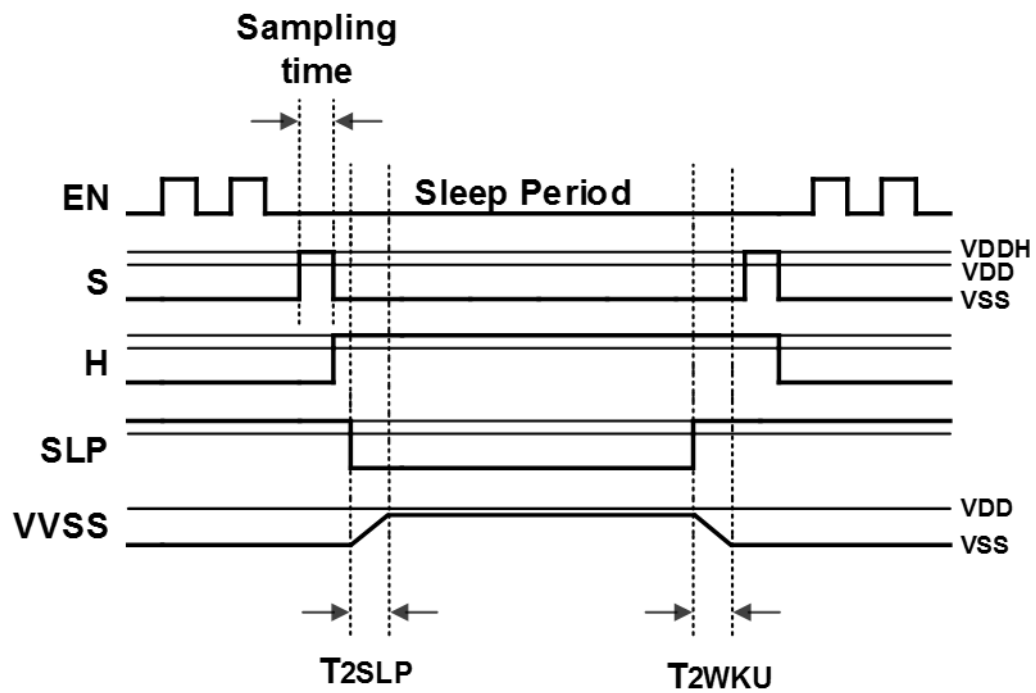 Sampling
time
EN
Sleep Period
S
VDDH
VDD
VSS
H
SLP
VVSS
VDD
VSS
T2SLP
T2WKU